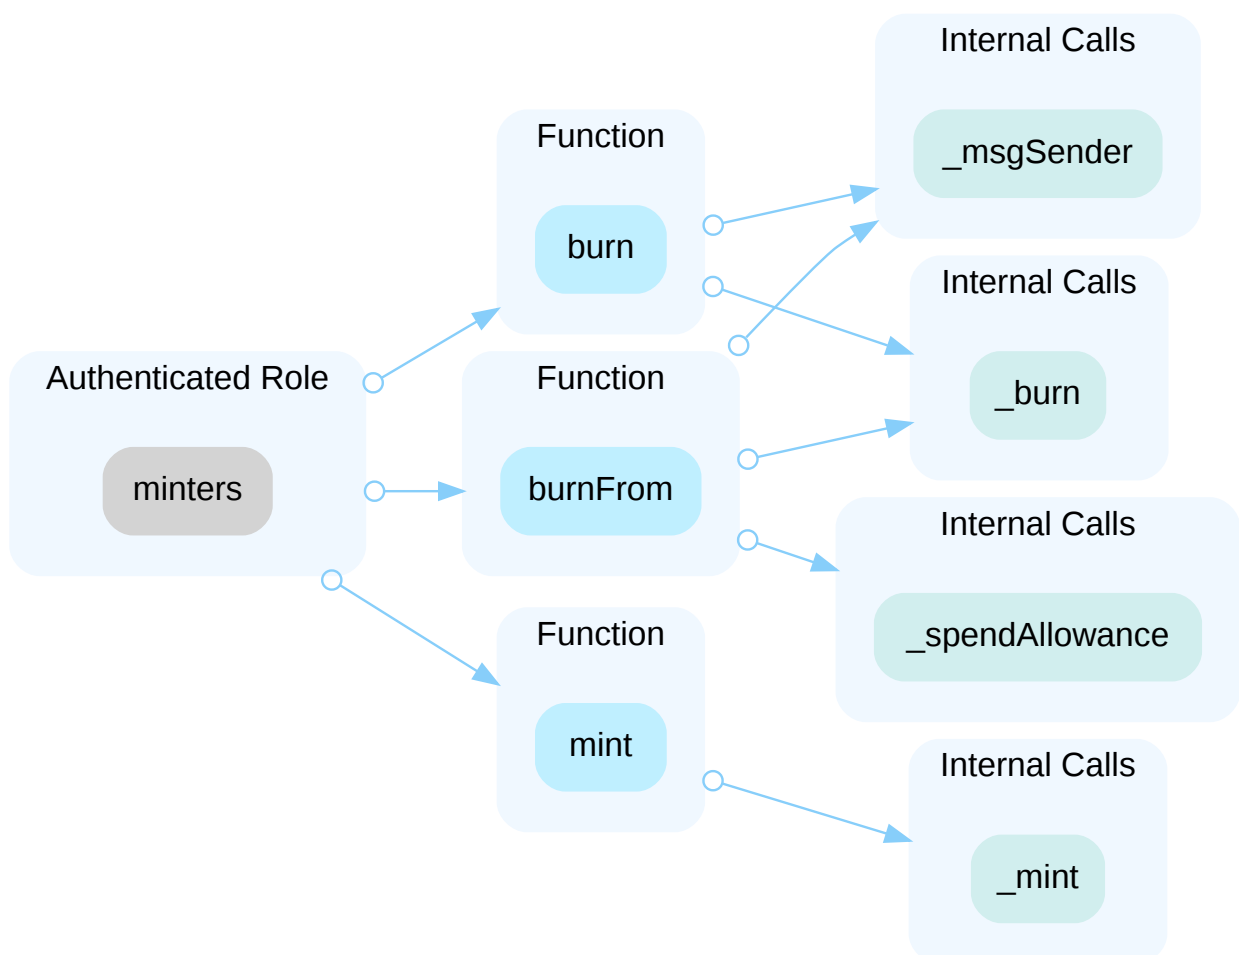 Authenticated Role
minters
Function
burn
Function
burnFrom
Function
mint
Internal Calls
_msgSender
Internal Calls
_burn
Internal Calls
_spendAllowance
Internal Calls
_mint